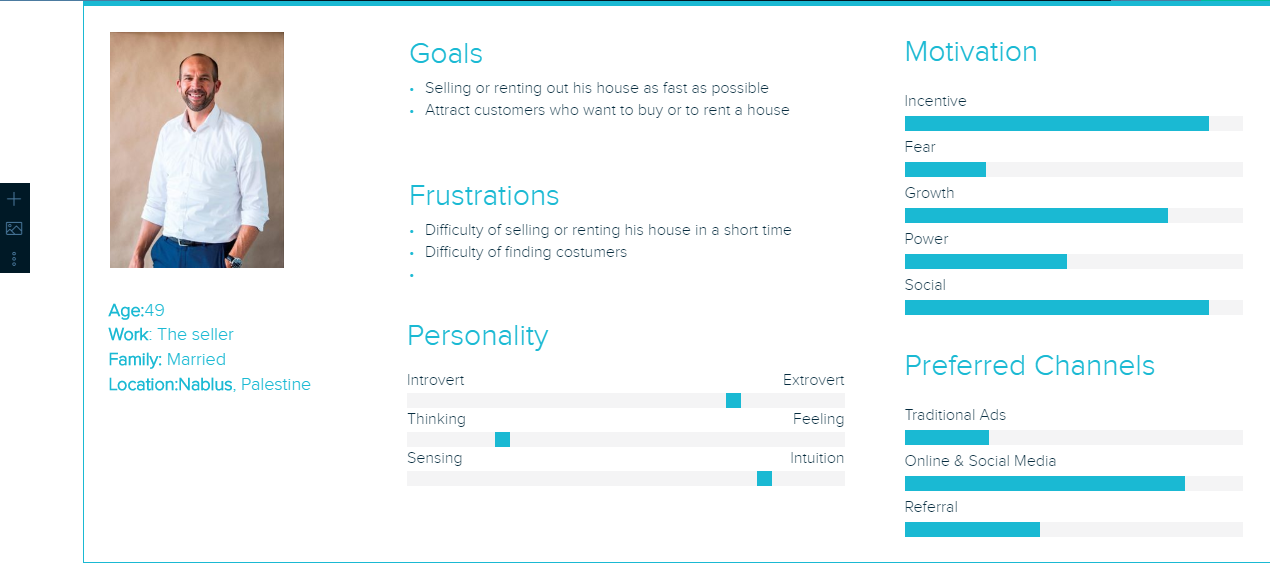 Age:49
Work: The seller
Family: Married
Location:Nablus, Palestine
Goals
• Selling or renting out his house as fast as possible
• Attract customers who want to buy or to rent a house
Frustrations
• Difficulty of selling or renting his house in a short time
• Difficulty of finding costumers
•
Personality
Introvert Extrovert
Thinking Feeling
Sensing Intuition
Motivation
Incentive
Fear
Growth
Power
Social
Preferred Channels
Traditional Ads
Online & Social Media
Referral